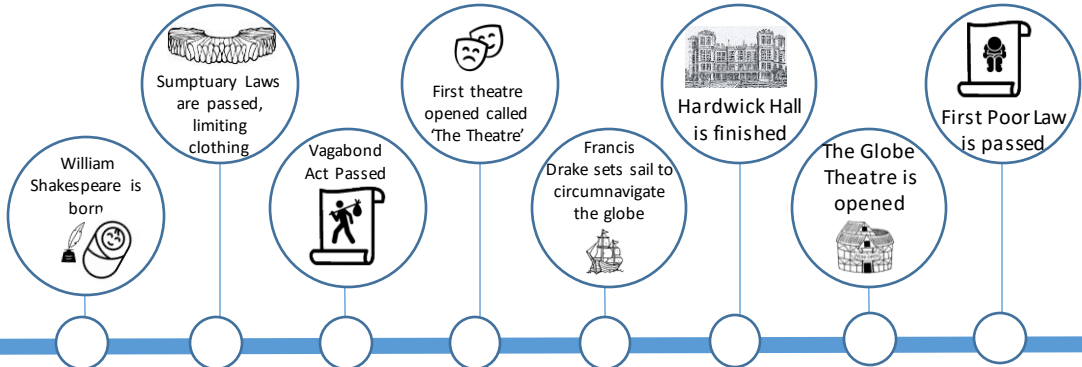 William
Shakespeare is
born
Sumptuary Laws
are passed,
limiting
clothing
Vagabond
Act Passed
First theatre
opened called
‘The Theatre’
Francis
Drake sets sail to
circumnavigate
the globe
Hardwick Hall
is finished
The Globe
Theatre is
opened
First Poor Law
is passed